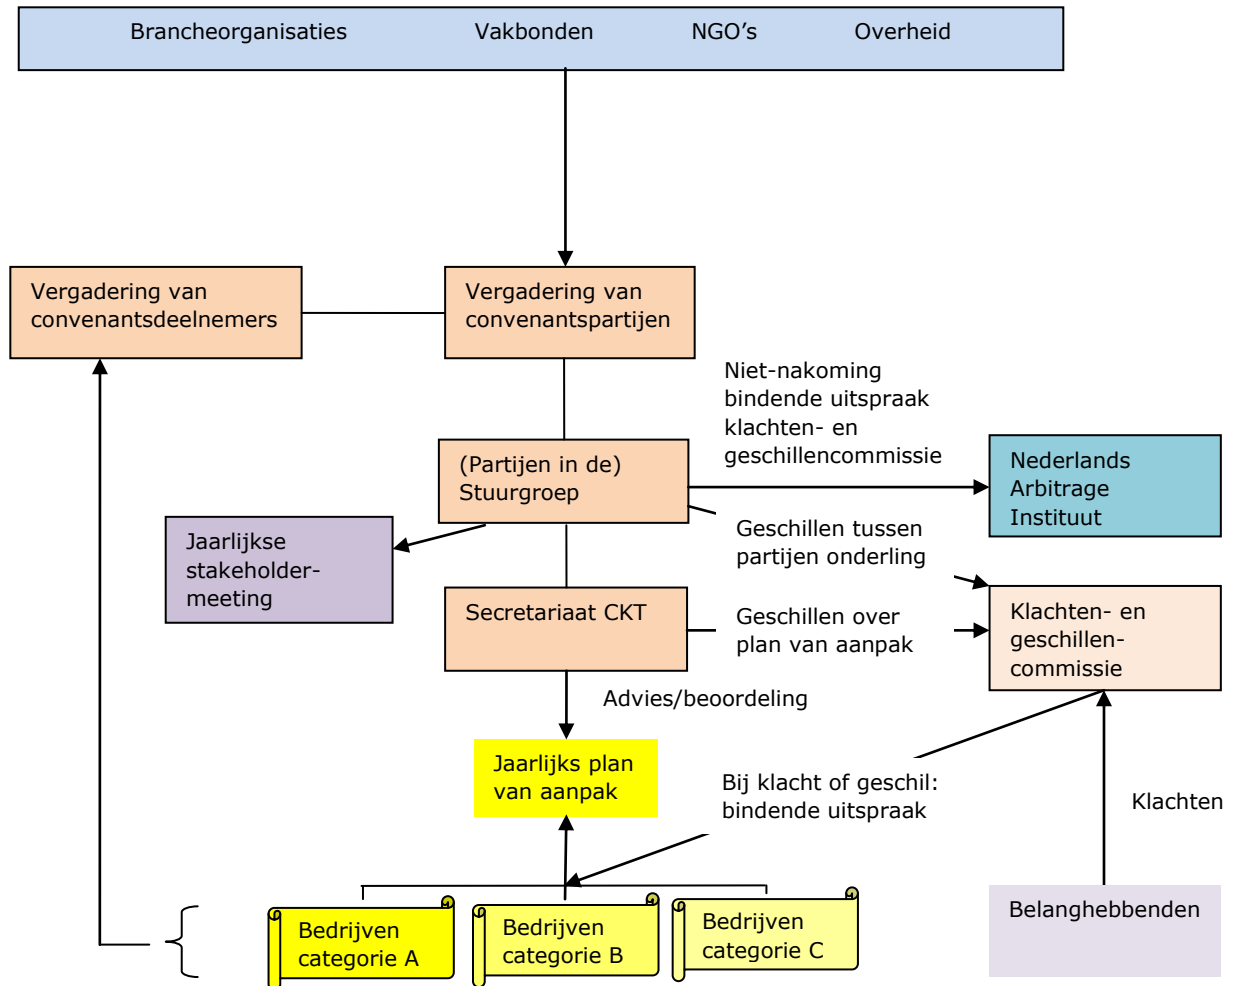 Brancheorganisaties Vakbonden NGO's Overheid
Vergadering van
convenantsdeelnemers
Vergadering van
convenantspartijen
Niet-nakoming
bindende uitspraak
klachten- en
geschillencommissie
(Partijen in de)
Stuurgroep
Nederlands
Arbitrage
Instituut
Jaarlijkse
stakeholder-
meeting
Geschillen tussen
partijen onderling
Secretariaat CKT
Geschillen over
plan van aanpak
Klachten- en
geschillen-
commissie
Advies/beoordeling
Jaarlijks plan
van aanpak
Bij klacht of geschil:
bindende uitspraak
Klachten
Bedrijven
categorie A
Bedrijven
categorie B
Bedrijven
categorie C
Belanghebbenden